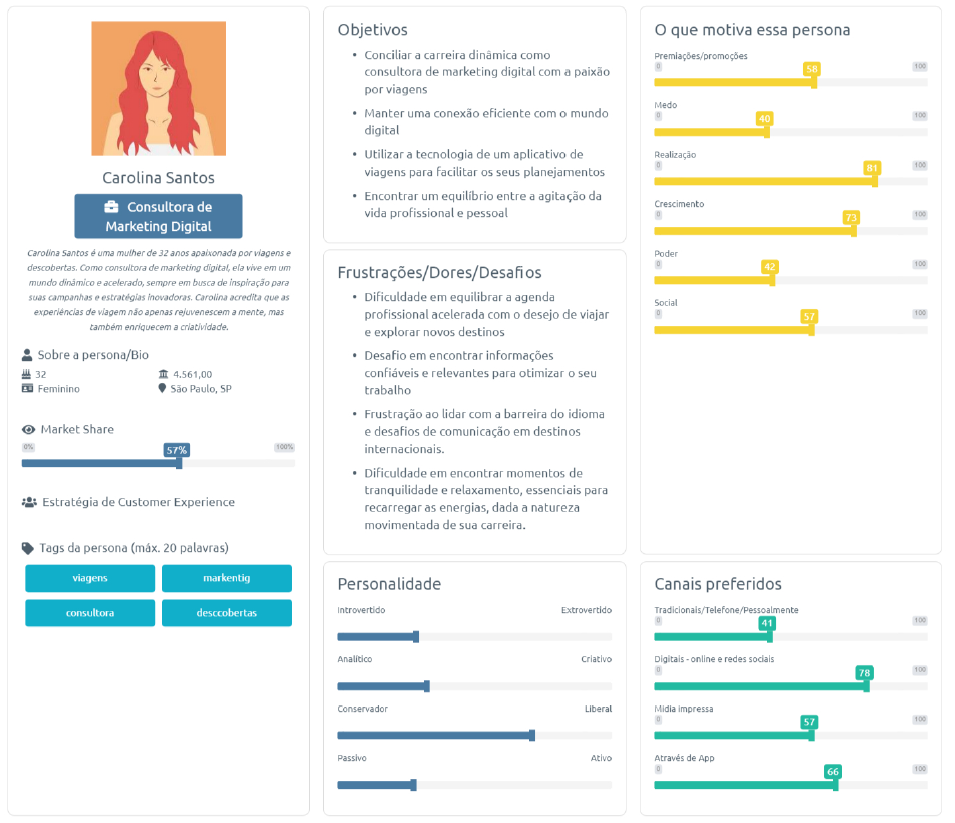 Carolina Santos
Consultora de
Marketing Digital
Carolina Santos é uma mulher de 32 anos apaixonada por viagens e
descobertas. Como consultora de marketing digital, ela vive em um
mundo dinâmico e acelerado, sempre em busca de inspiração para
suas campanhas e estratégias inovadoras. Carolina acredita que as
experiências de viagem não apenas rejuvenescem a mente, mas
também enriquecem a criatividade.
Sobre a persona/Bio
32 4.561,00
Feminino São Paulo, SP
Market Share
0% 57% 100%
Estratégia de Customer Experience
Tags da persona (máx. 20 palavras)
viagens markentig
consultora desccobertas
Objetivos
• Conciliar a carreira dinâmica como
consultora de marketing digital com a paixão
por viagens
• Manter uma conexão eficiente com o mundo
digital
• Utilizar a tecnologia de um aplicativo de
viagens para facilitar os seus planejamentos
• Encontrar um equilíbrio entre a agitação da
vida profissional e pessoal
Frustrações/Dores/Desafios
• Dificuldade em equilibrar a agenda
profissional acelerada com o desejo de viajar
e explorar novos destinos
• Desafio em encontrar informações
confiáveis e relevantes para otimizar o seu
trabalho
• Frustração ao lidar com a barreira do idioma
e desafios de comunicação em destinos
internacionais.
• Dificuldade em encontrar momentos de
tranquilidade e relaxamento, essenciais para
recarregar as energias, dada a natureza
movimentada de sua carreira.
Personalidade
Introvertido Extrovertido
Analítico Criativo
Conservador Liberal
Passivo Ativo
O que motiva essa persona
Premiações/promoções
0 58 100
Medo
0 40 100
Realização
0 81 100
Crescimento
0 73 100
Poder
0 42 100
Social
0 57 100
Canais preferidos
Tradicionais/Telefone/Pessoalmente
0 41 100
Digitais - online e redes sociais
0 78 100
Mídia impressa
0 57 100
Através de App
0 66 100